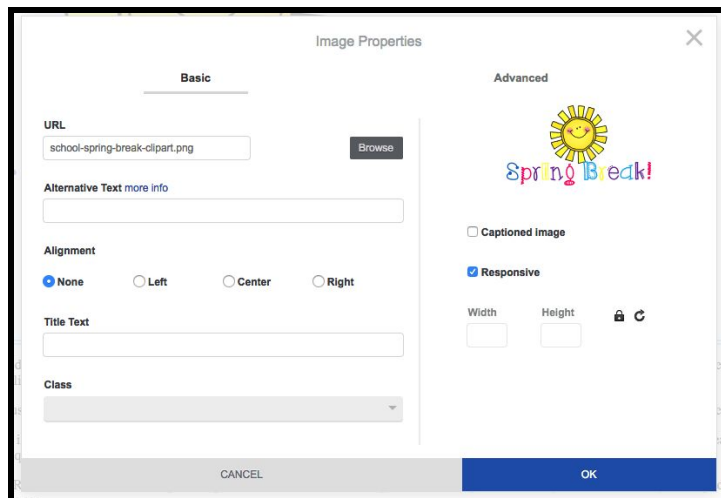 Image Properties
Basic
Advanced
URL
school-spring-break-clipart.png
Browse
Alternative Text more info
Spring Break!
Alignment
None
Left
Center
Right
Captioned image
Responsive
Title Text
Width
Height
Class
CANCEL
OK